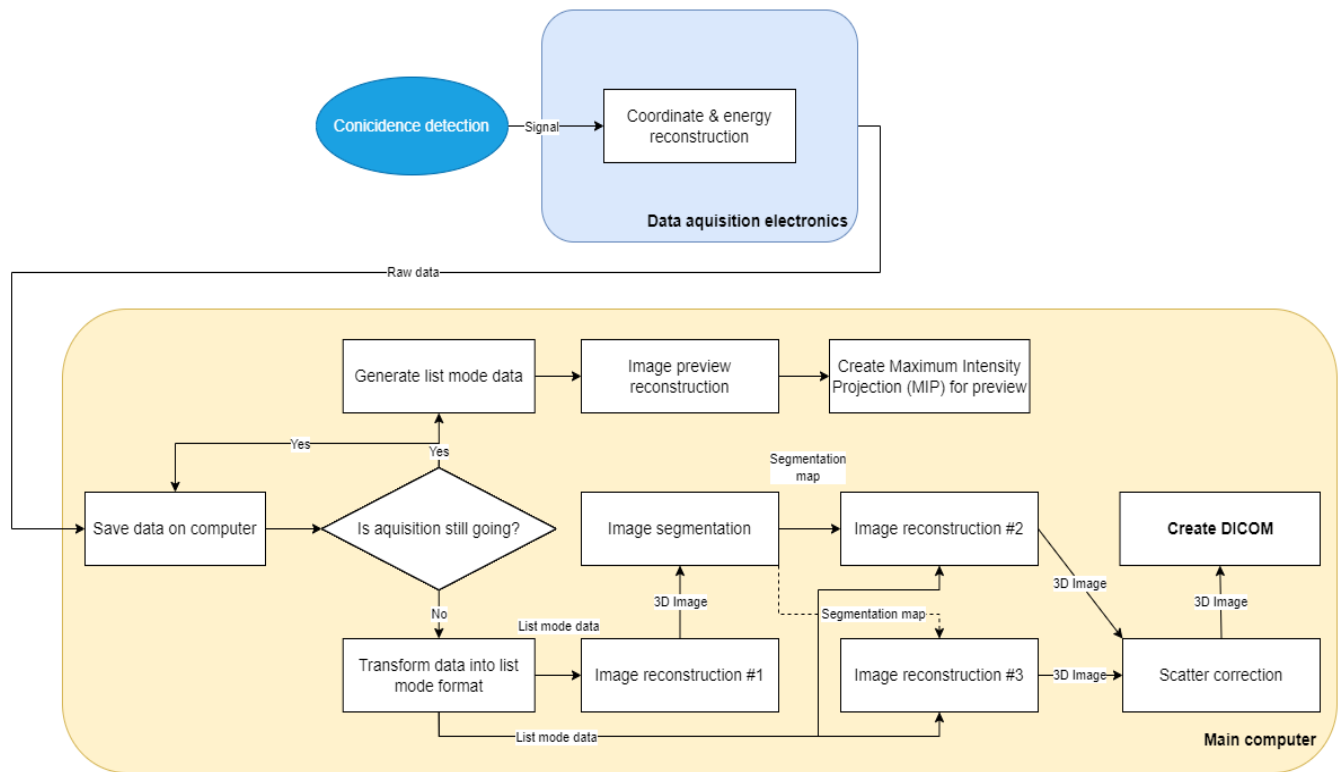 Conicidence detection
Signal
Coordinate & energy
reconstruction
Data aquisition electronics
Raw data
Generate list mode data
Image preview
reconstruction
Create Maximum Intensity
Projection (MIP) for preview
Yes
Yes
Segmentation
map
Save data on computer
Is aquisition still going?
Image segmentation
Image reconstruction #2
Create DICOM
No
3D Image
3D Image
3D Image
List mode data
Segmentation map
Transform data into list
mode format
Image reconstruction #1
Image reconstruction #3
3D Image
Scatter correction
List mode data
Main computer